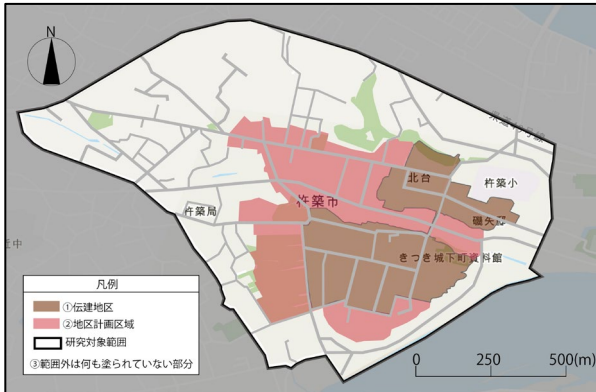 N
北台
杵築小
杵築市
磯矢邸
杵築局
きつき城下町資料館
凡例
①伝建地区
②地区計画区域
研究対象範囲
③範囲外は何も塗られていない部分
0 250 500(m)